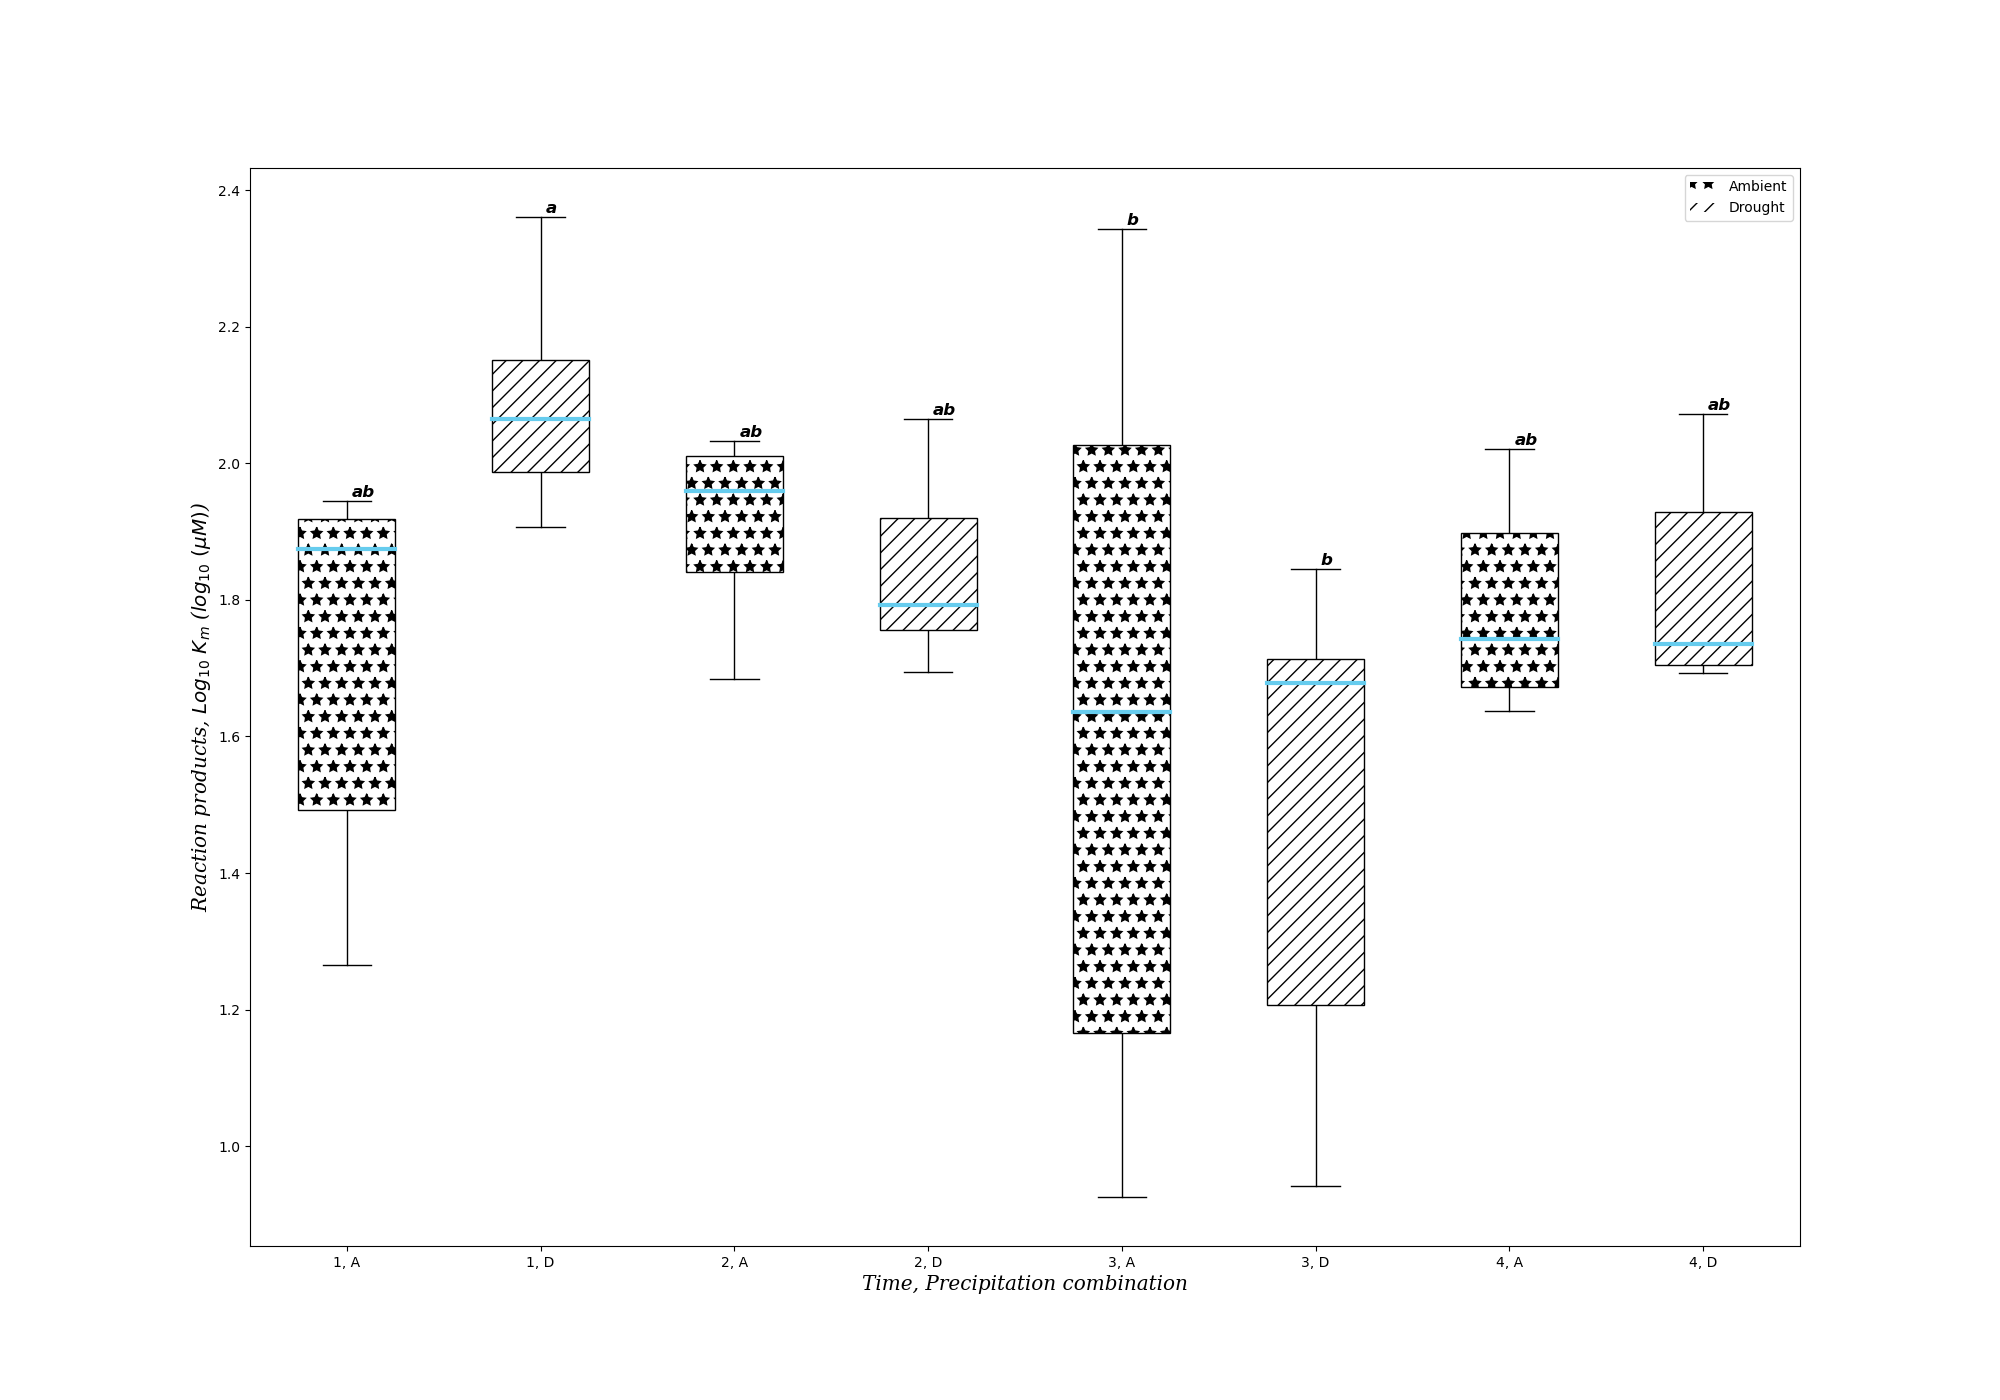 2.4
2.2
2.0
1.8
1.6
1.4
1.2
1.0
Reaction products, Log₁₀ Kₘ (log₁₀ (μM))
ab
a
ab
ab
b
b
ab
ab
Ambient
Drought
1, A
1, D
2, A
2, D
3, A
3, D
4, A
4, D
Time, Precipitation combination